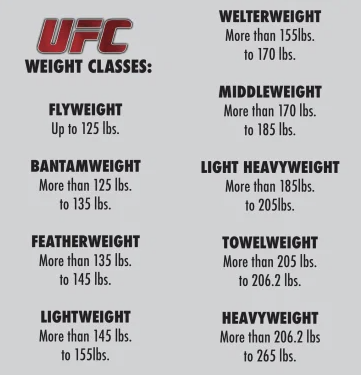 UFC
WEIGHT CLASSES:
FLYWEIGHT
Up to 125 lbs.
BANTAMWEIGHT
More than 125 lbs.
to 135 lbs.
FEATHERWEIGHT
More than 135 lbs.
to 145 lbs.
LIGHTWEIGHT
More than 145 lbs.
to 155lbs.
WELTERWEIGHT
More than 155lbs.
to 170 lbs.
MIDDLEWEIGHT
More than 170 lbs.
to 185 lbs.
LIGHT HEAVYWEIGHT
More than 185lbs.
to 205lbs.
TOWELWEIGHT
More than 205 lbs.
to 206.2 lbs.
HEAVYWEIGHT
More than 206.2 lbs
to 265 lbs.